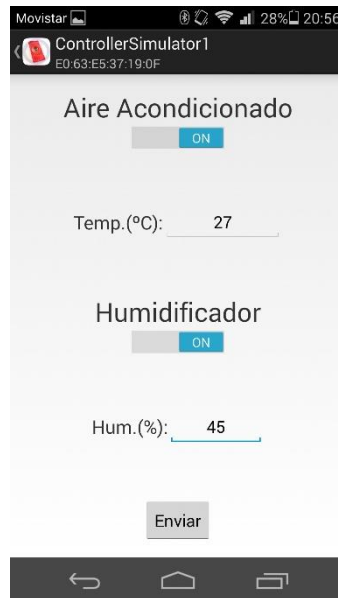 Movistar 28% 20:56
ControllerSimulator1
E0:63:E5:37:19:0F
Aire Acondicionado
ON
Temp.(ºC): 27
Humidificador
ON
Hum.(%): 45
Enviar